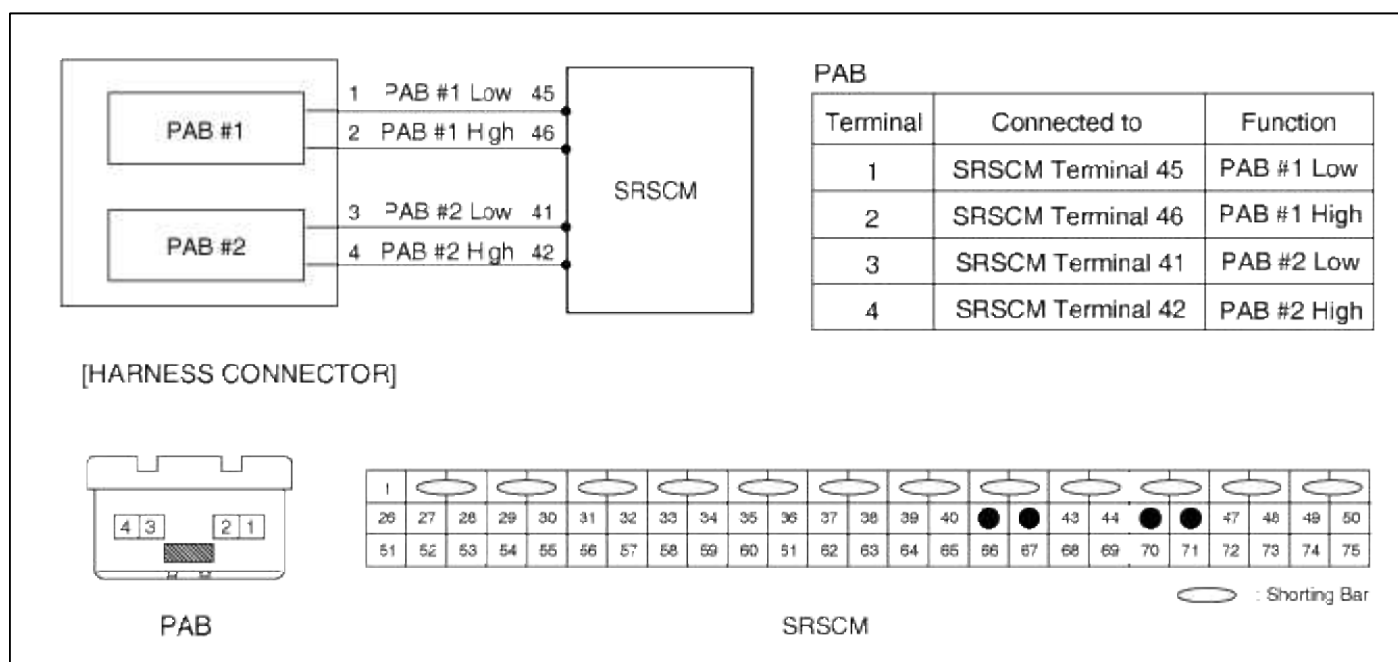 1 PAB #1 Low 45
2 PAB #1 High 46
3 PAB #2 Low 41
4 PAB #2 High 42
PAB #1
PAB #2
SRSCM
PAB
Terminal Connected to Function
1 SRSCM Terminal 45 PAB #1 Low
2 SRSCM Terminal 46 PAB #1 High
3 SRSCM Terminal 41 PAB #2 Low
4 SRSCM Terminal 42 PAB #2 High
[HARNESS CONNECTOR]
4 3 2 1
PAB
1
26 27 28 29 30 31 32 33 34 35 36 37 38 39 40 43 44 47 48 49 50
51 52 53 54 55 56 57 58 59 60 61 62 63 64 65 66 67 68 69 70 71 72 73 74 75
: Shorting Bar
SRSCM